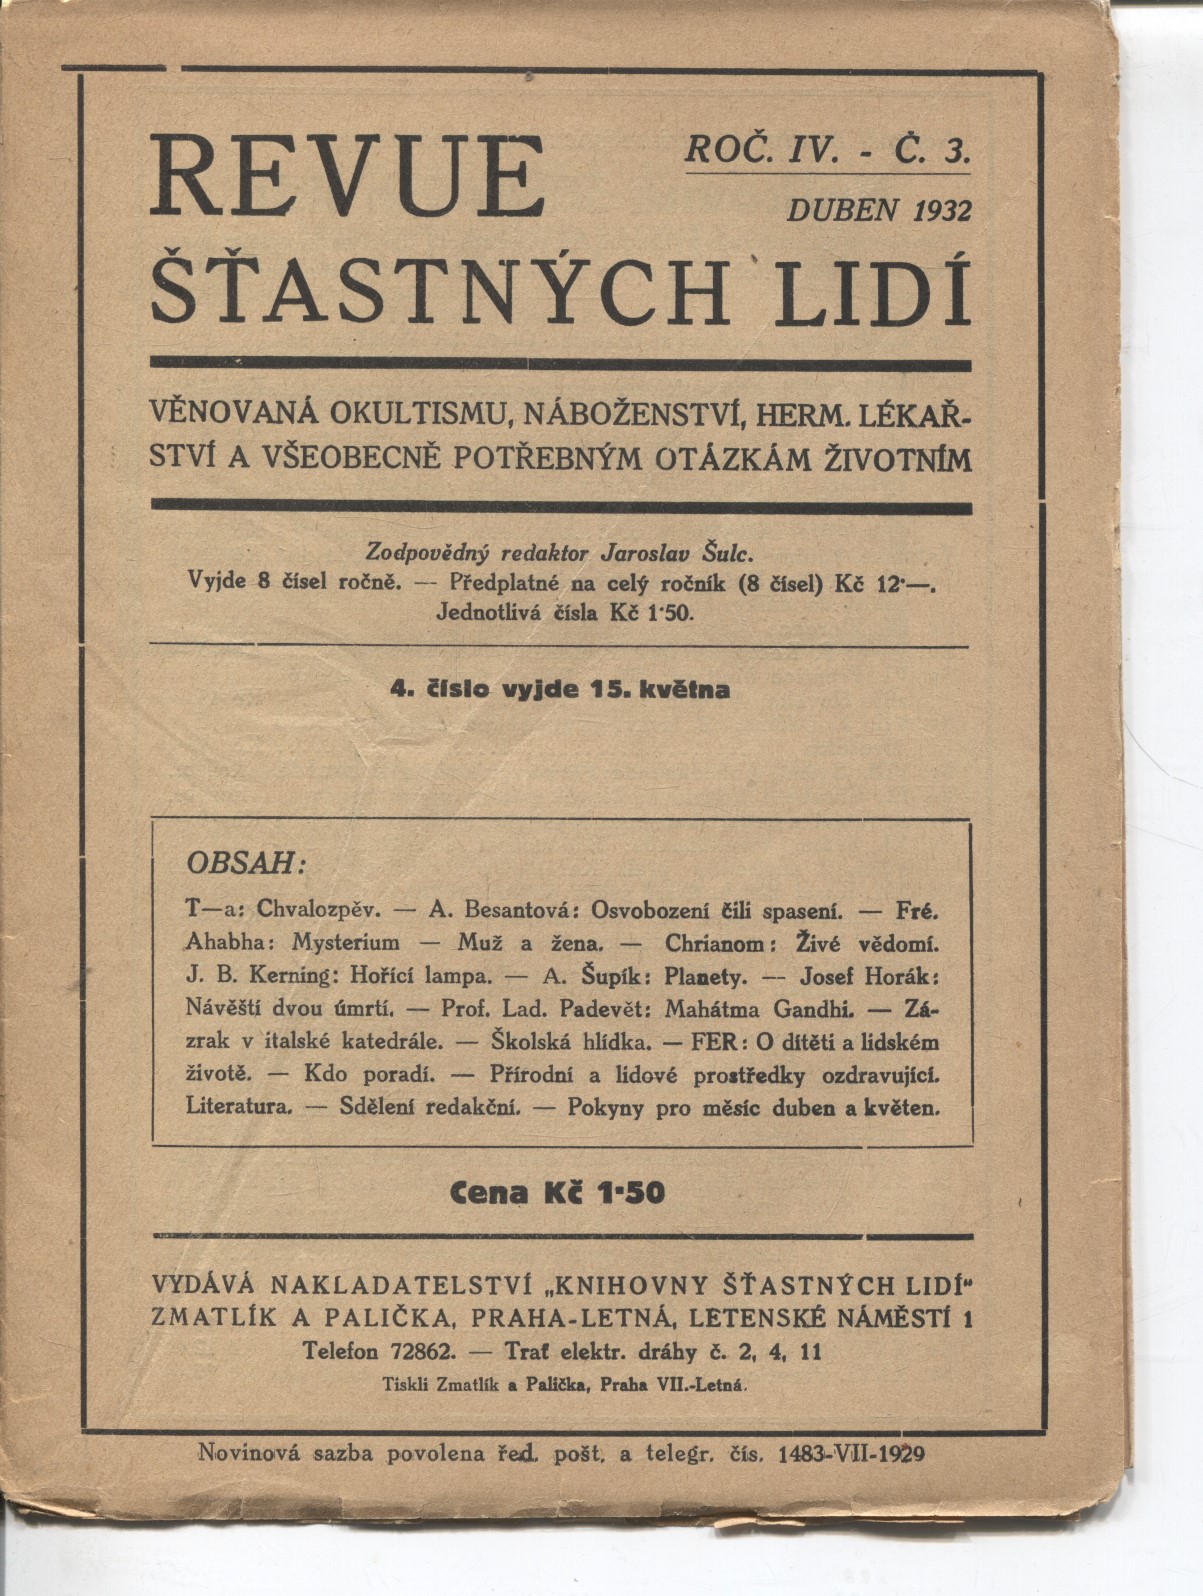 REVUE
ROČ. IV. - Č. 3.
DUBEN 1932
ŠŤASTNÝCH LIDÍ
VĚNOVANÁ OKULTISMU, NÁBOŽENSTVÍ, HERM. LÉKAŘ-
STVÍ A VŠEOBECNĚ POTŘEBNÝM OTÁZKÁM ŽIVOTNÍM
Zodpovědný redaktor Jaroslav Šulc.
Vyjde 8 čísel ročně. — Předplatné na celý ročník (8 čísel) Kč 12·—.
Jednotlivá čísla Kč 1·50.
4. číslo vyjde 15. května
OBSAH:
T—a: Chvalozpěv. — A. Besantová: Osvobození čili spasení. — Fré.
Ahabha: Mysterium — Muž a žena. — Chrianom: Živé vědomí.
J. B. Kerning: Hořící lampa. — A. Šupík: Planety. — Josef Horák:
Návěští dvou úmrtí. — Prof. Lad. Padevět: Mahátma Gandhi. — Zá-
zrak v italské katedrále. — Školská hlídka. — FER: O dítěti a lidském
životě. — Kdo poradí. — Přírodní a lidové prostředky ozdravující.
Literatura. — Sdělení redakční. — Pokyny pro měsíc duben a květen.
Cena Kč 1·50
VYDÁVÁ NAKLADATELSTVÍ „KNIHOVNY ŠŤASTNÝCH LIDÍ“
ZMATLÍK A PALIČKA, PRAHA-LETNÁ, LETENSKÉ NÁMĚSTÍ 1
Telefon 72862. — Trať elektr. dráhy č. 2, 4, 11
Tiskli Zmatlík a Palička, Praha VII.-Letná.
Novinová sazba povolena řed. pošt. a telegr. čís. 1483-VII-1929